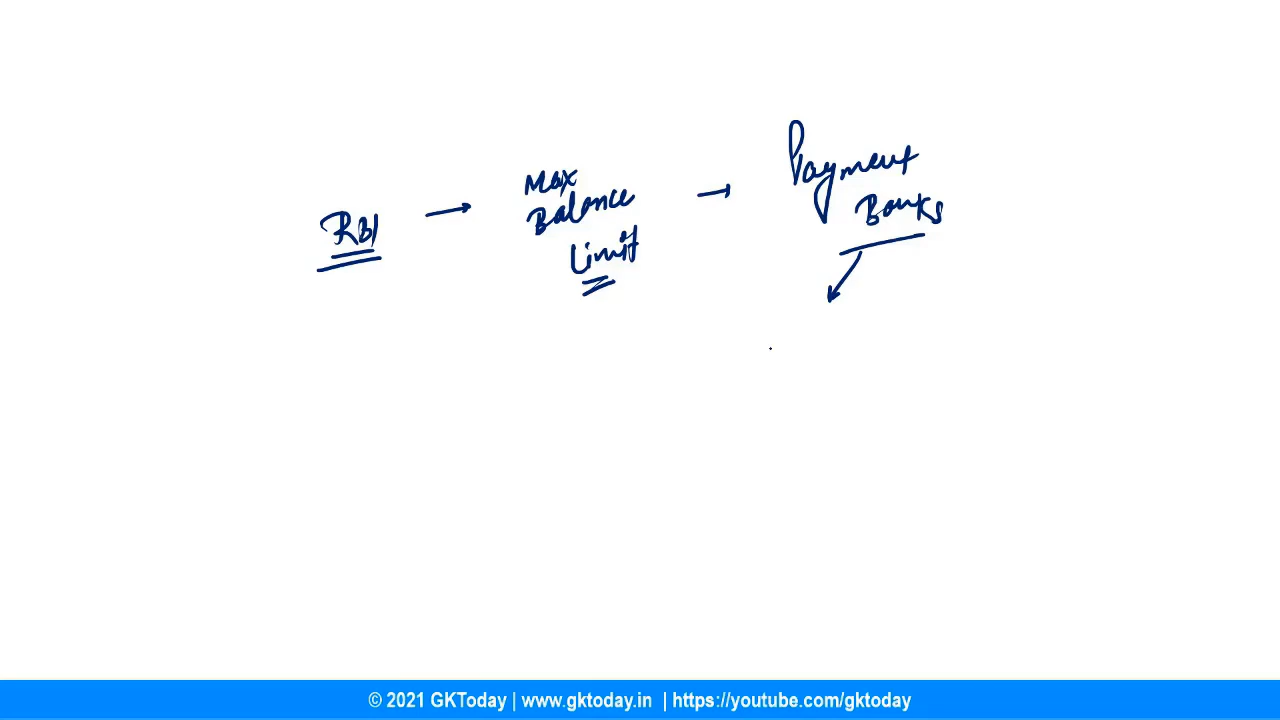 RBI
Max
Balance
Limit
Payment
Banks
© 2021 GKToday | www.gktoday.in | https://youtube.com/gktoday